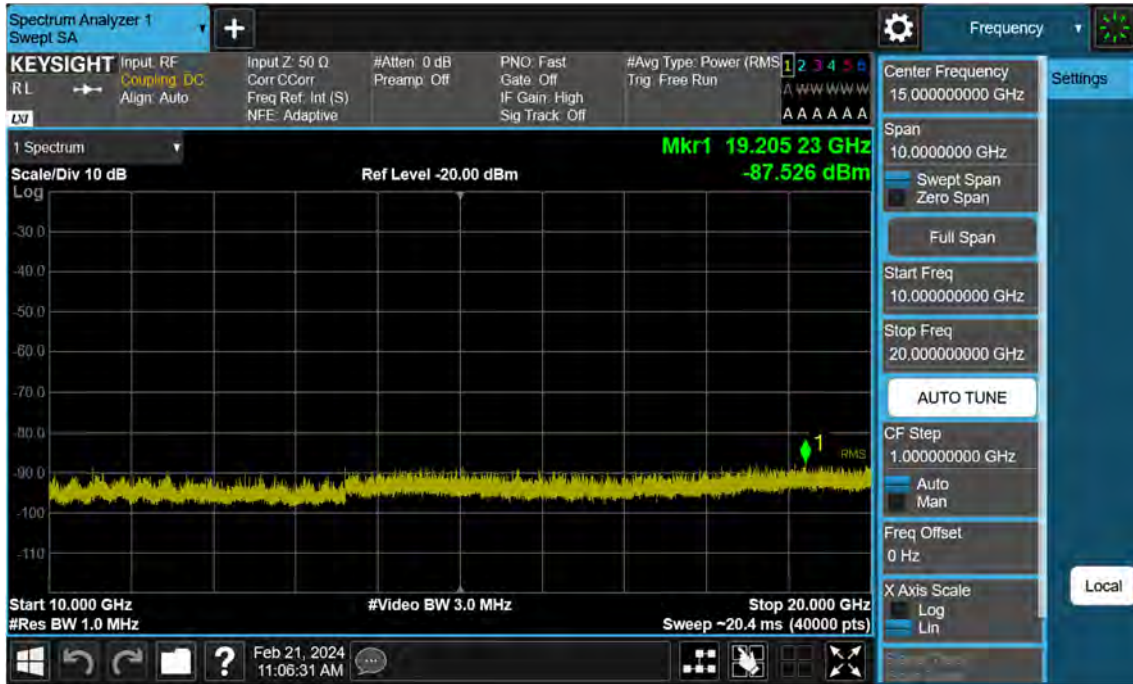 Spectrum Analyzer 1
Swept SA
+
Frequency
KEYSIGHT
RL
LXI
Input: RF
Coupling: DC
Align: Auto
Input Z: 50 Ω
Corr CCorr
Freq Ref: Int (S)
NFE: Adaptive
#Atten: 0 dB
Preamp: Off
PNO: Fast
Gate: Off
IF Gain: High
Sig Track: Off
#Avg Type: Power (RMS
Trig: Free Run
1 2 3 4 5 6
A W W W W W
A A A A A A
1 Spectrum
Scale/Div 10 dB
Ref Level -20.00 dBm
Mkr1 19.205 23 GHz
-87.526 dBm
Log
-30.0
-40.0
-50.0
-60.0
-70.0
-80.0
-90.0
-100
-110
1
RMS
Start 10.000 GHz
#Video BW 3.0 MHz
Stop 20.000 GHz
#Res BW 1.0 MHz
Sweep ~20.4 ms (40000 pts)
Feb 21, 2024
11:06:31 AM
?
Center Frequency
15.000000000 GHz
Settings
Span
10.0000000 GHz
Swept Span
Zero Span
Full Span
Start Freq
10.000000000 GHz
Stop Freq
20.000000000 GHz
AUTO TUNE
CF Step
1.000000000 GHz
Auto
Man
Freq Offset
0 Hz
X Axis Scale
Log
Lin
Local